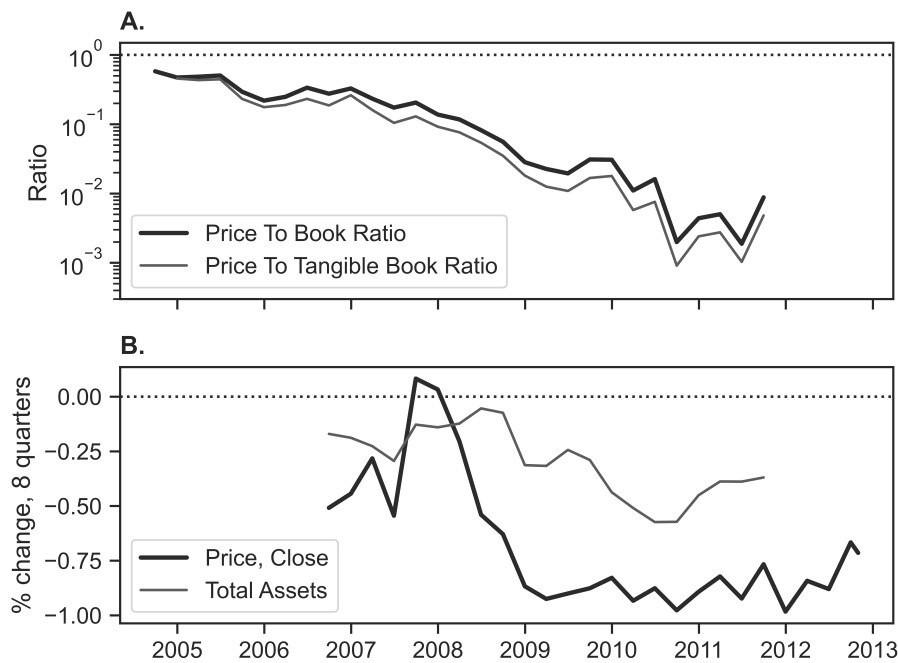 A.
10⁰
10⁻¹
10⁻²
10⁻³
Ratio
Price To Book Ratio
Price To Tangible Book Ratio
B.
0.00
−0.25
−0.50
−0.75
−1.00
% change, 8 quarters
Price, Close
Total Assets
2005 2006 2007 2008 2009 2010 2011 2012 2013